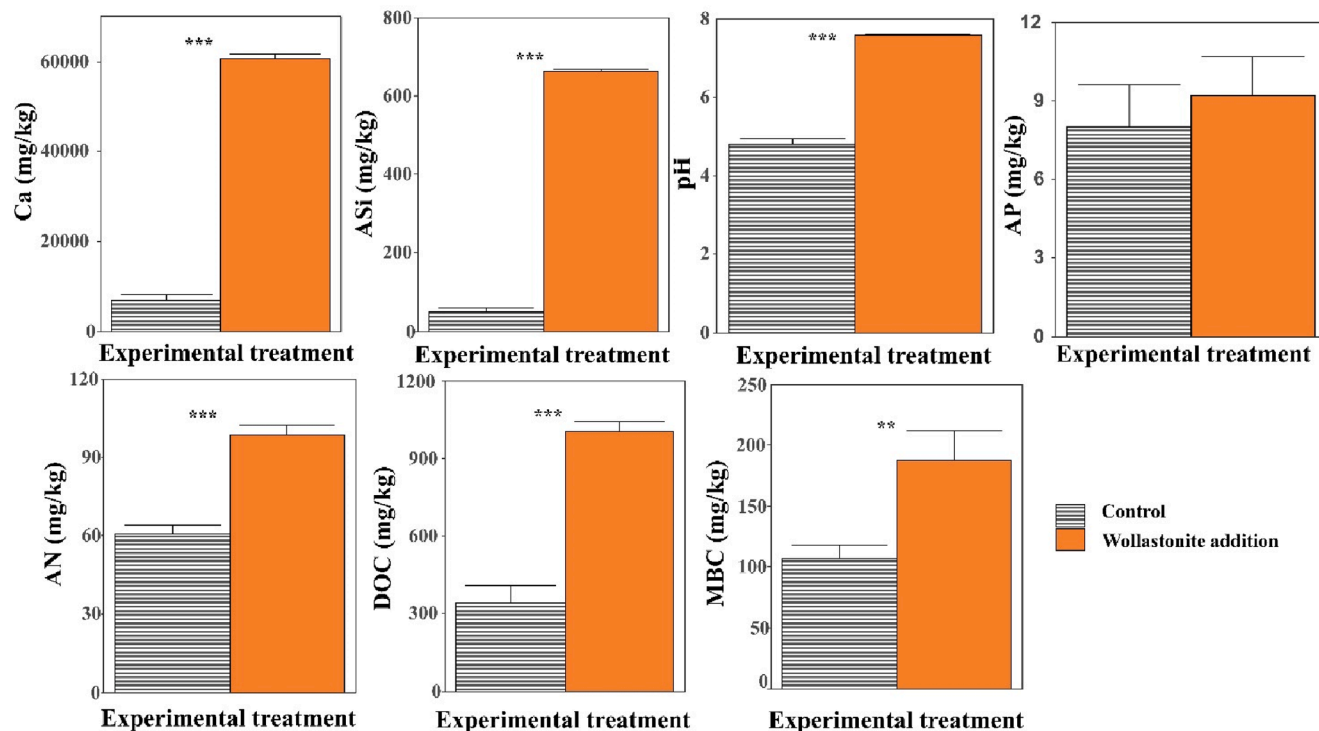 Ca (mg/kg)
60000
40000
20000
0
***
Experimental treatment
ASi (mg/kg)
800
600
400
200
0
***
Experimental treatment
pH
8
6
4
2
0
***
Experimental treatment
AP (mg/kg)
12
9
6
3
0
Experimental treatment
AN (mg/kg)
120
90
60
30
0
***
Experimental treatment
DOC (mg/kg)
1200
900
600
300
0
***
Experimental treatment
MBC (mg/kg)
250
200
150
100
50
0
**
Experimental treatment
Control
Wollastonite addition